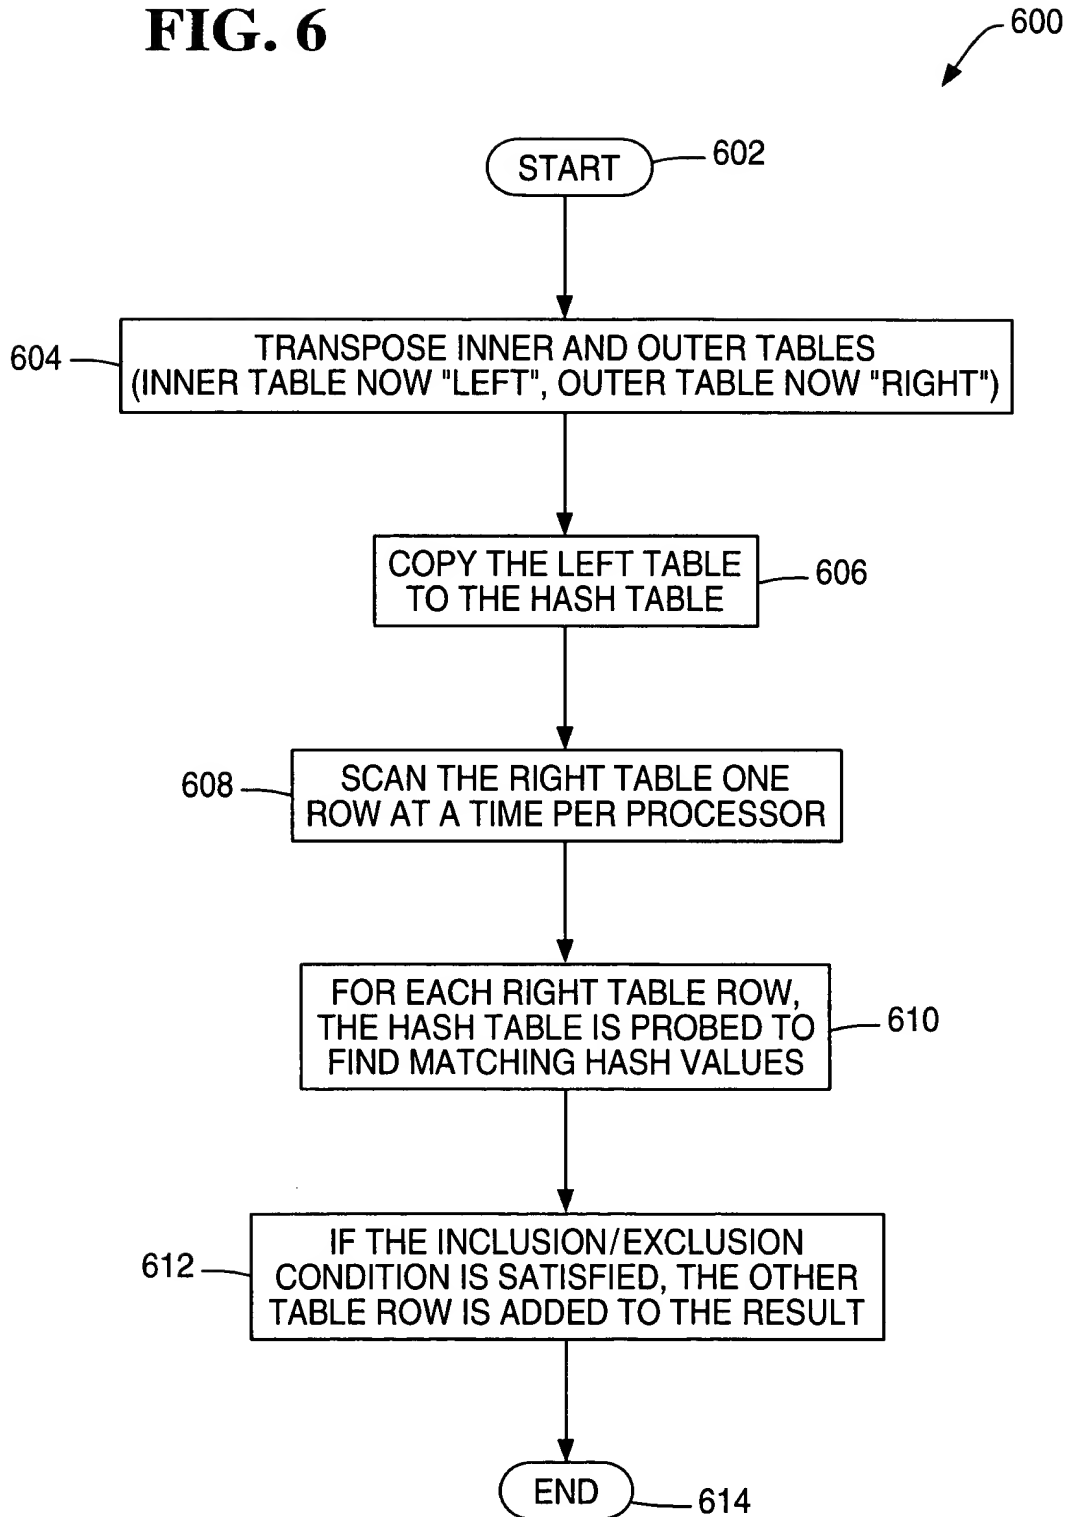 FIG. 6
600
START
602
604
TRANSPOSE INNER AND OUTER TABLES
(INNER TABLE NOW "LEFT", OUTER TABLE NOW "RIGHT")
COPY THE LEFT TABLE
TO THE HASH TABLE
606
608
SCAN THE RIGHT TABLE ONE
ROW AT A TIME PER PROCESSOR
FOR EACH RIGHT TABLE ROW,
THE HASH TABLE IS PROBED TO
FIND MATCHING HASH VALUES
610
612
IF THE INCLUSION/EXCLUSION
CONDITION IS SATISFIED, THE OTHER
TABLE ROW IS ADDED TO THE RESULT
END
614